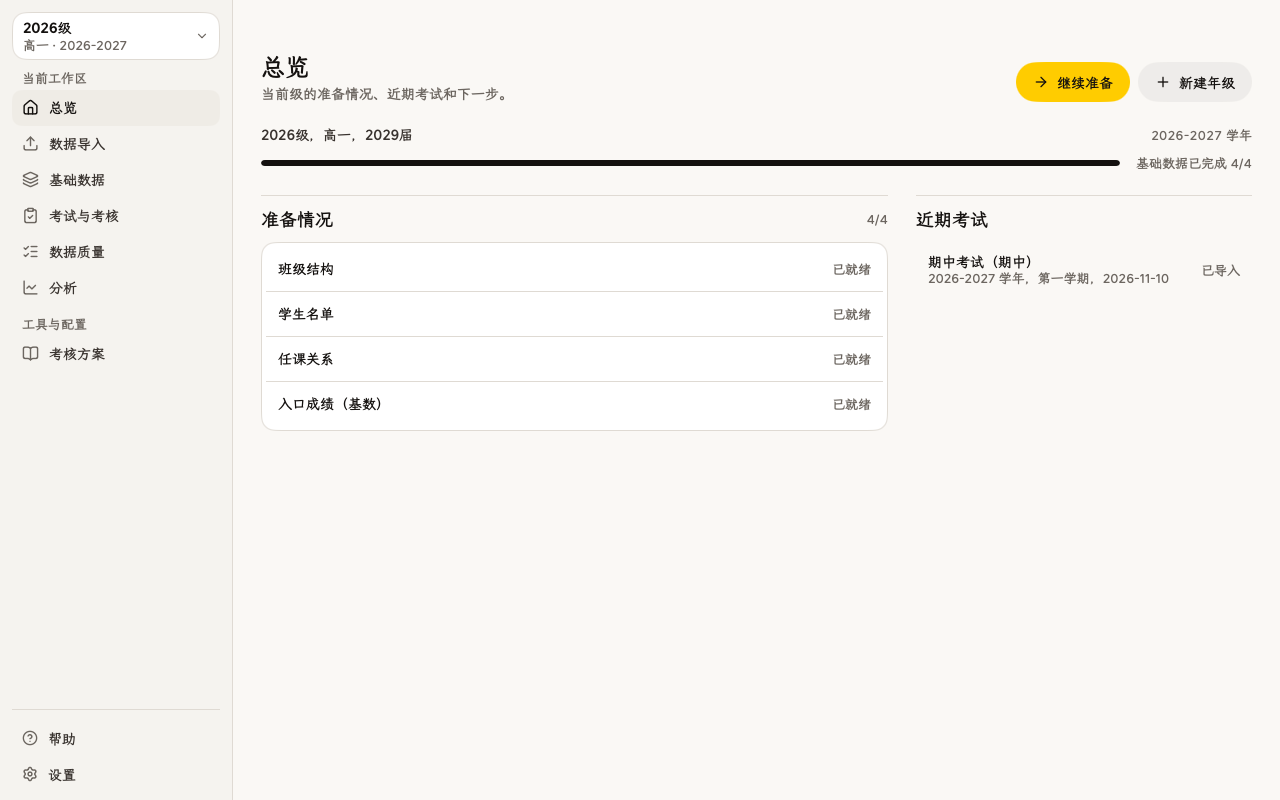 2026级
高一 · 2026-2027
当前工作区
总览
数据导入
基础数据
考试与考核
数据质量
分析
工具与配置
考核方案
帮助
设置
总览
当前级的准备情况、近期考试和下一步。
继续准备
新建年级
2026级，高一，2029届
2026-2027 学年
基础数据已完成 4/4
准备情况
4/4
班级结构
已就绪
学生名单
已就绪
任课关系
已就绪
入口成绩（基数）
已就绪
近期考试
期中考试（期中）
2026-2027 学年，第一学期，2026-11-10
已导入